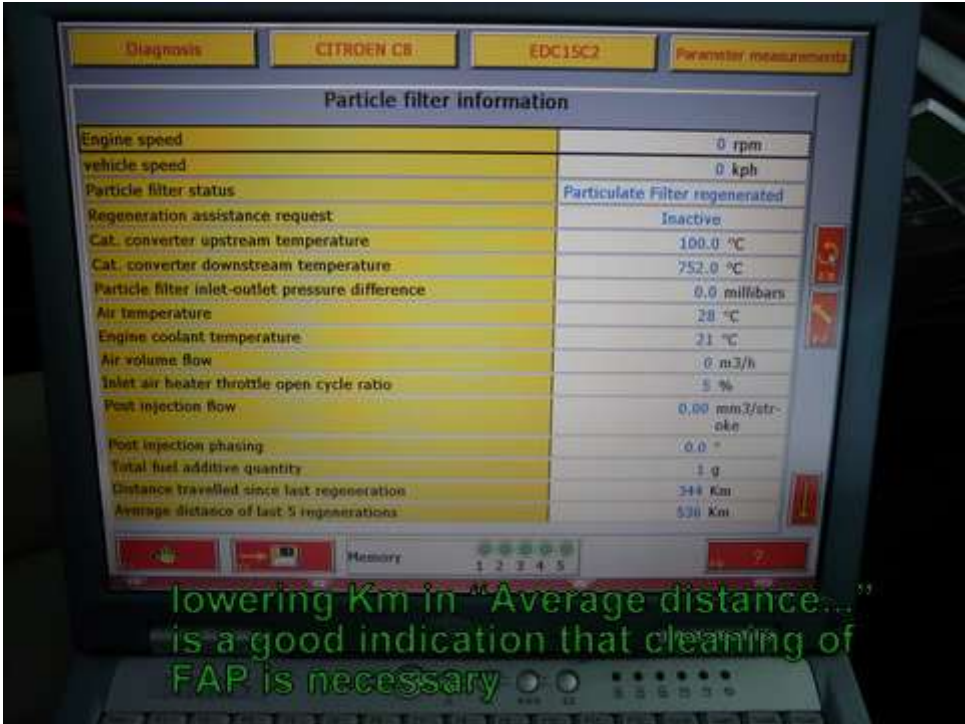 Diagnosis CITROEN C8 EDC15C2 Parameter measurements
Particle filter information
Engine speed 0 rpm
vehicle speed 0 kph
Particle filter status Particulate Filter regenerated
Regeneration assistance request Inactive
Cat. converter upstream temperature 100.0 °C
Cat. converter downstream temperature 752.0 °C
Particle filter inlet-outlet pressure difference 0.0 millibars
Air temperature 28 °C
Engine coolant temperature 21 °C
Air volume flow 0 m3/h
Inlet air heater throttle open cycle ratio 5 %
Post injection flow 0.00 mm3/str-
oke
Post injection phasing 0.0 °
Total fuel additive quantity 1 g
Distance travelled since last regeneration 344 Km
Average distance of last 5 regenerations 536 Km
Memory 1 2 3 4 5 ?
lowering Km in "Average distance..."
is a good indication that cleaning of
FAP is necessary